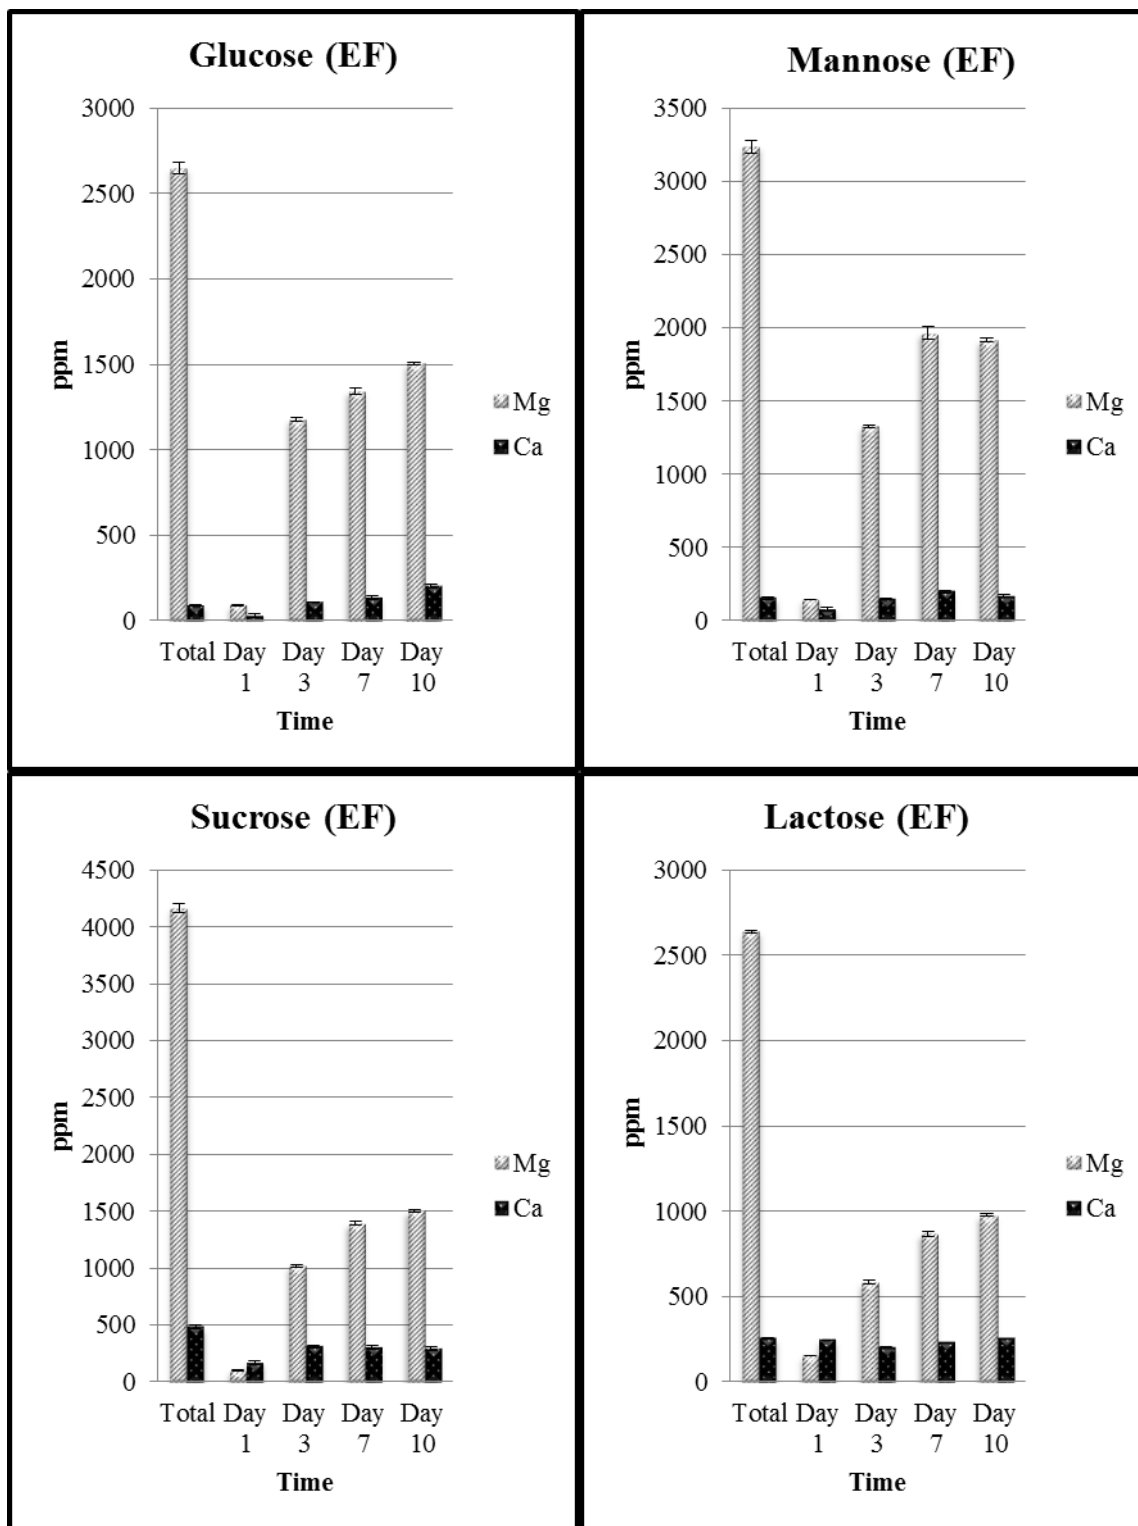 Glucose (EF)
3000
2500
2000
1500
1000
500
0
ppm
Mg
Ca
Total Day Day Day Day
1 3 7 10
Time
Mannose (EF)
3500
3000
2500
2000
1500
1000
500
0
ppm
Mg
Ca
Total Day Day Day Day
1 3 7 10
Time
Sucrose (EF)
4500
4000
3500
3000
2500
2000
1500
1000
500
0
ppm
Mg
Ca
Total Day Day Day Day
1 3 7 10
Time
Lactose (EF)
3000
2500
2000
1500
1000
500
0
ppm
Mg
Ca
Total Day Day Day Day
1 3 7 10
Time